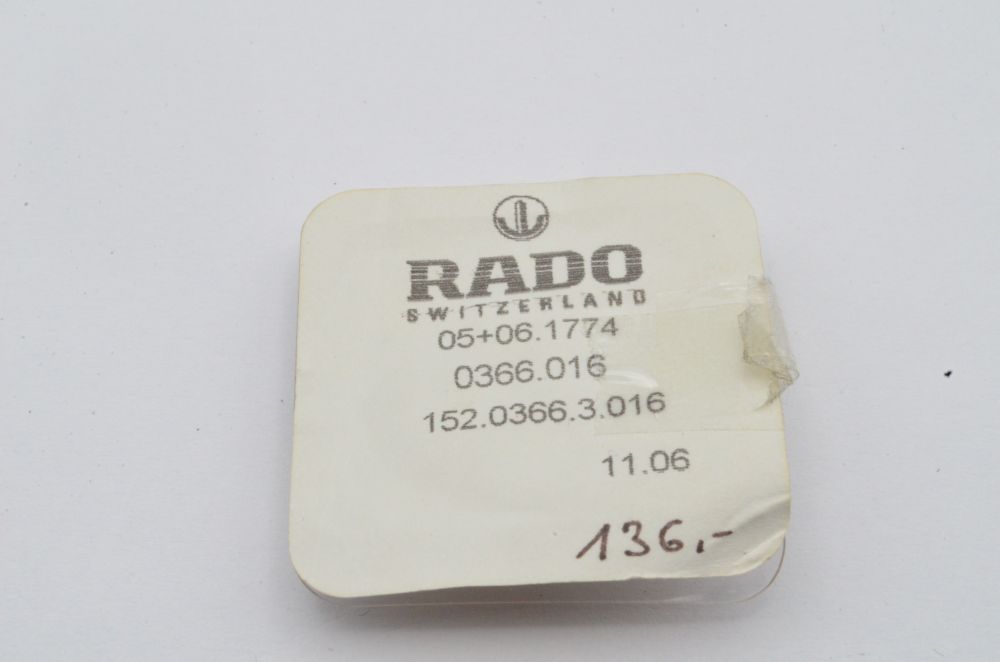 RADO
SWITZERLAND
05+06.1774
0366.016
152.0366.3.016
11.06
136,-